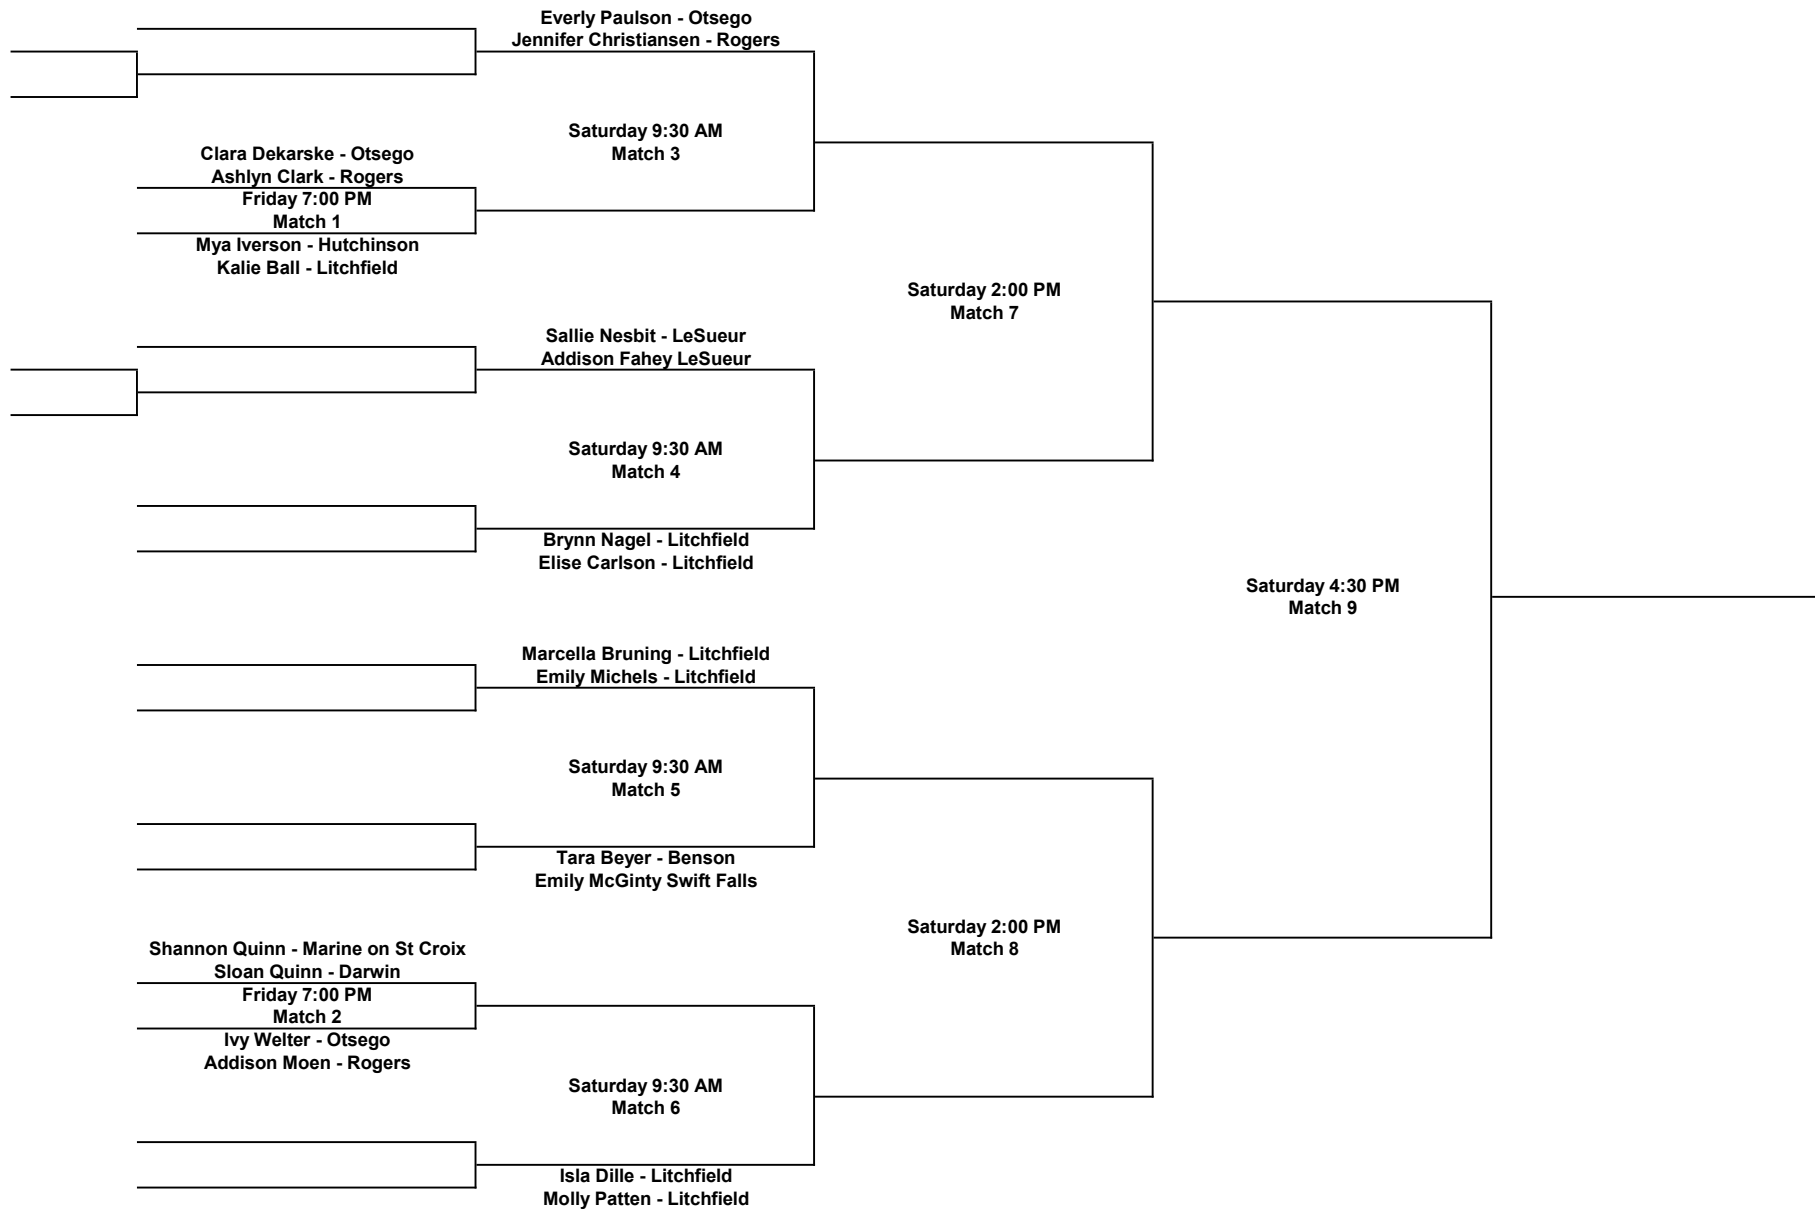 Everly Paulson - Otsego
Jennifer Christiansen - Rogers
Saturday 9:30 AM
Match 3
Clara Dekarske - Otsego
Ashlyn Clark - Rogers
Friday 7:00 PM
Match 1
Mya Iverson - Hutchinson
Kalie Ball - Litchfield
Saturday 2:00 PM
Match 7
Sallie Nesbit - LeSueur
Addison Fahey LeSueur
Saturday 9:30 AM
Match 4
Brynn Nagel - Litchfield
Elise Carlson - Litchfield
Saturday 4:30 PM
Match 9
Marcella Bruning - Litchfield
Emily Michels - Litchfield
Saturday 9:30 AM
Match 5
Tara Beyer - Benson
Emily McGinty Swift Falls
Saturday 2:00 PM
Match 8
Shannon Quinn - Marine on St Croix
Sloan Quinn - Darwin
Friday 7:00 PM
Match 2
Ivy Welter - Otsego
Addison Moen - Rogers
Saturday 9:30 AM
Match 6
Isla Dille - Litchfield
Molly Patten - Litchfield